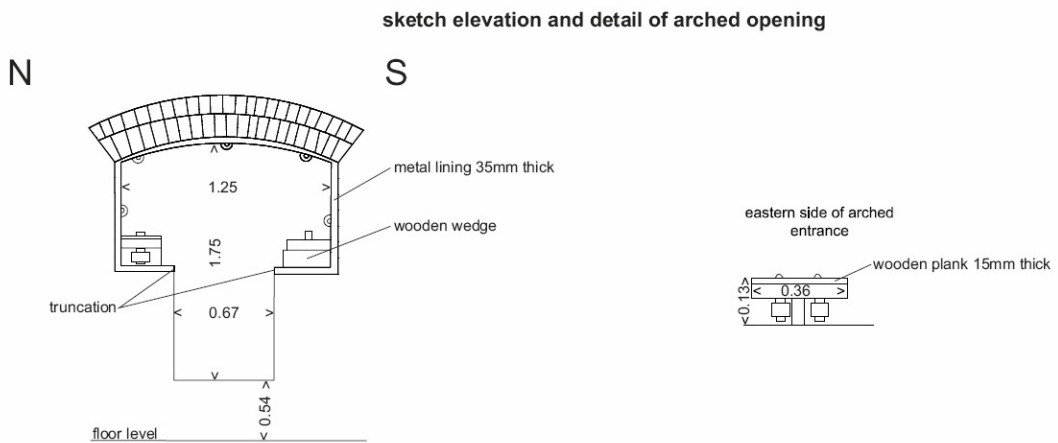 sketch elevation and detail of arched opening
N
S
metal lining 35mm thick
1.25
eastern side of arched
entrance
wooden wedge
1.75
wooden plank 15mm thick
0.36
0.13
truncation
0.67
0.54
floor level